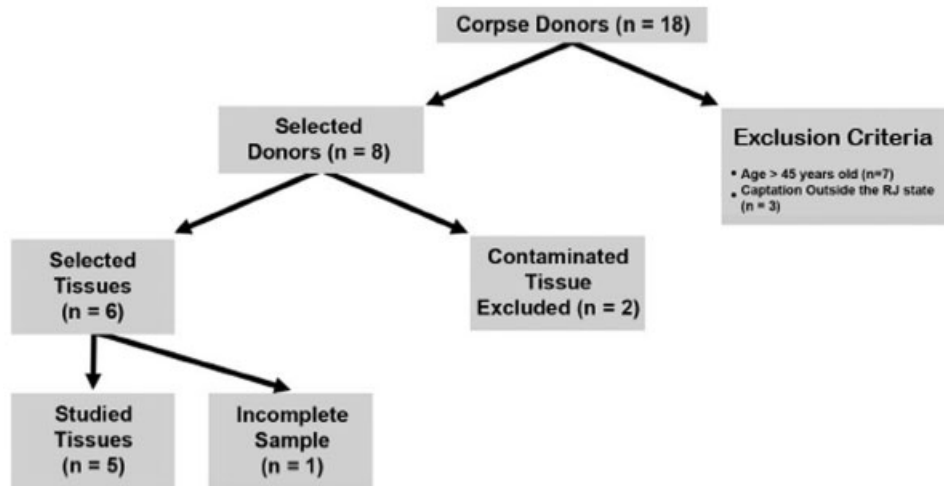 Corpse Donors (n = 18)
Selected
Donors (n = 8)
Exclusion Criteria
• Age > 45 years old (n=7)
• Captation Outside the RJ state
(n = 3)
Selected
Tissues
(n = 6)
Contaminated
Tissue
Excluded (n = 2)
Studied
Tissues
(n = 5)
Incomplete
Sample
(n = 1)